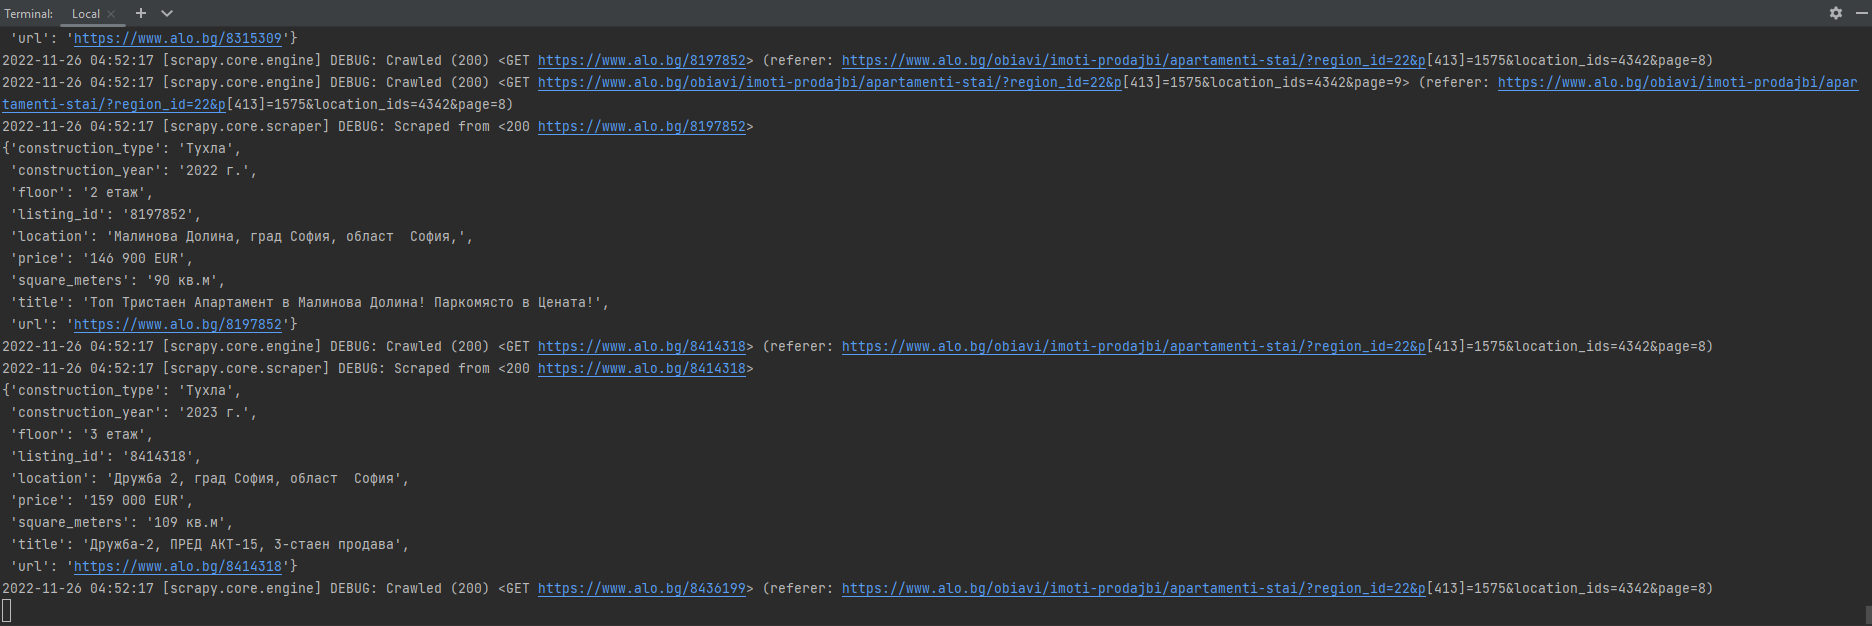 Terminal: Local
'url': 'https://www.alo.bg/8315309'}
2022-11-26 04:52:17 [scrapy.core.engine] DEBUG: Crawled (200) <GET https://www.alo.bg/8197852> (referer: https://www.alo.bg/obiavi/imoti-prodajbi/apartamenti-stai/?region_id=22&p[413]=1575&location_ids=4342&page=8)
2022-11-26 04:52:17 [scrapy.core.engine] DEBUG: Crawled (200) <GET https://www.alo.bg/obiavi/imoti-prodajbi/apartamenti-stai/?region_id=22&p[413]=1575&location_ids=4342&page=9> (referer: https://www.alo.bg/obiavi/imoti-prodajbi/apar
tamenti-stai/?region_id=22&p[413]=1575&location_ids=4342&page=8)
2022-11-26 04:52:17 [scrapy.core.scraper] DEBUG: Scraped from <200 https://www.alo.bg/8197852>
{'construction_type': 'Тухла',
'construction_year': '2022 г.',
'floor': '2 етаж',
'listing_id': '8197852',
'location': 'Малинова Долина, град София, област  София,',
'price': '146 900 EUR',
'square_meters': '90 кв.м',
'title': 'Топ Тристаен Апартамент в Малинова Долина! Паркомясто в Цената!',
'url': 'https://www.alo.bg/8197852'}
2022-11-26 04:52:17 [scrapy.core.engine] DEBUG: Crawled (200) <GET https://www.alo.bg/8414318> (referer: https://www.alo.bg/obiavi/imoti-prodajbi/apartamenti-stai/?region_id=22&p[413]=1575&location_ids=4342&page=8)
2022-11-26 04:52:17 [scrapy.core.scraper] DEBUG: Scraped from <200 https://www.alo.bg/8414318>
{'construction_type': 'Тухла',
'construction_year': '2023 г.',
'floor': '3 етаж',
'listing_id': '8414318',
'location': 'Дружба 2, град София, област  София',
'price': '159 000 EUR',
'square_meters': '109 кв.м',
'title': 'Дружба-2, ПРЕД АКТ-15, 3-стаен продава',
'url': 'https://www.alo.bg/8414318'}
2022-11-26 04:52:17 [scrapy.core.engine] DEBUG: Crawled (200) <GET https://www.alo.bg/8436199> (referer: https://www.alo.bg/obiavi/imoti-prodajbi/apartamenti-stai/?region_id=22&p[413]=1575&location_ids=4342&page=8)